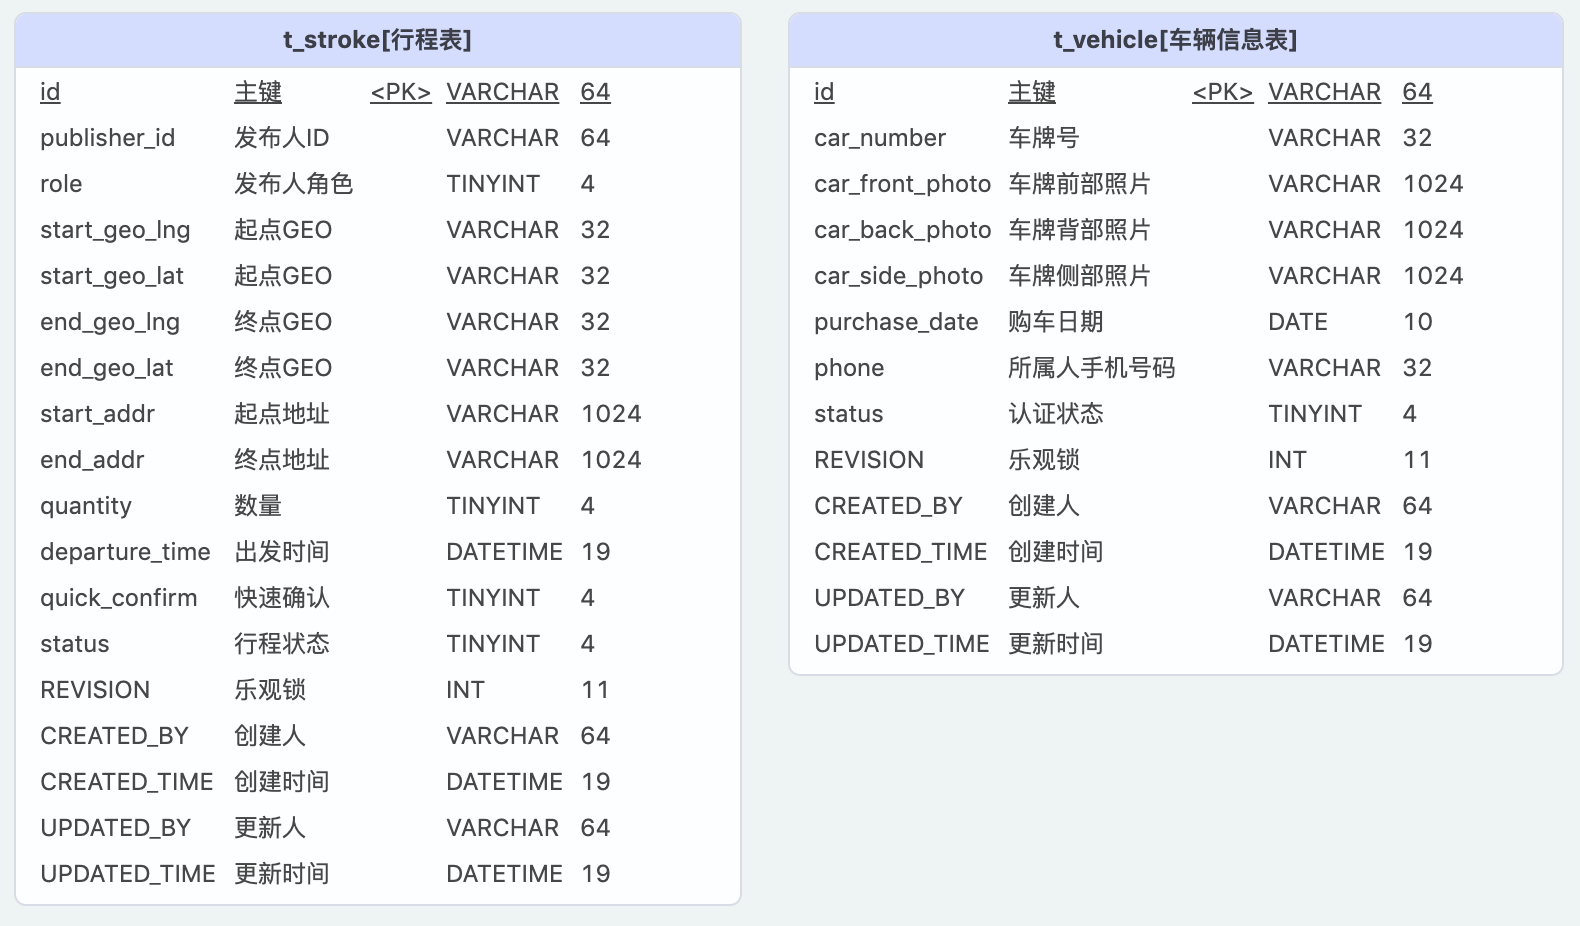 t_stroke[行程表]
id 主键 <PK> VARCHAR 64
publisher_id 发布人ID VARCHAR 64
role 发布人角色 TINYINT 4
start_geo_lng 起点GEO VARCHAR 32
start_geo_lat 起点GEO VARCHAR 32
end_geo_lng 终点GEO VARCHAR 32
end_geo_lat 终点GEO VARCHAR 32
start_addr 起点地址 VARCHAR 1024
end_addr 终点地址 VARCHAR 1024
quantity 数量 TINYINT 4
departure_time 出发时间 DATETIME 19
quick_confirm 快速确认 TINYINT 4
status 行程状态 TINYINT 4
REVISION 乐观锁 INT 11
CREATED_BY 创建人 VARCHAR 64
CREATED_TIME 创建时间 DATETIME 19
UPDATED_BY 更新人 VARCHAR 64
UPDATED_TIME 更新时间 DATETIME 19
t_vehicle[车辆信息表]
id 主键 <PK> VARCHAR 64
car_number 车牌号 VARCHAR 32
car_front_photo 车牌前部照片 VARCHAR 1024
car_back_photo 车牌背部照片 VARCHAR 1024
car_side_photo 车牌侧部照片 VARCHAR 1024
purchase_date 购车日期 DATE 10
phone 所属人手机号码 VARCHAR 32
status 认证状态 TINYINT 4
REVISION 乐观锁 INT 11
CREATED_BY 创建人 VARCHAR 64
CREATED_TIME 创建时间 DATETIME 19
UPDATED_BY 更新人 VARCHAR 64
UPDATED_TIME 更新时间 DATETIME 19